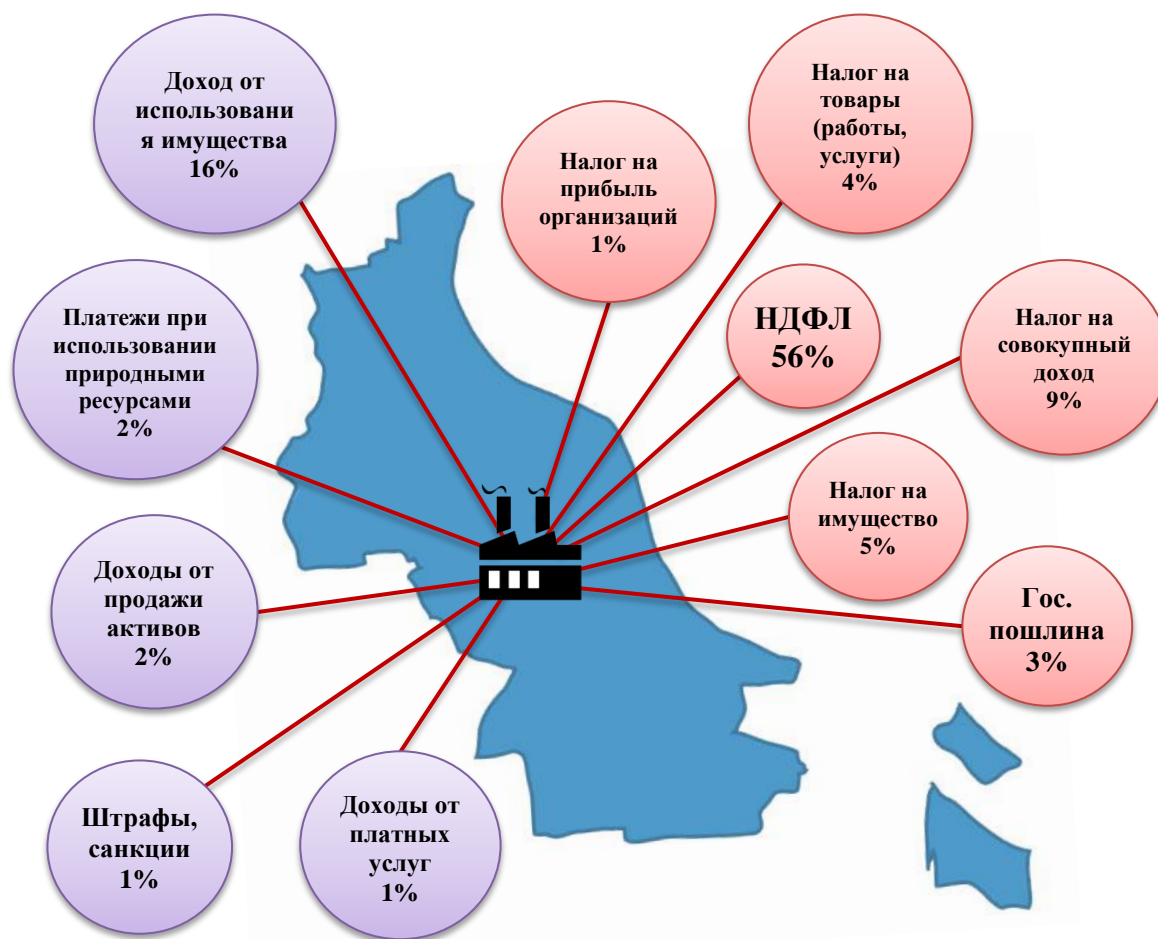 Доход от
использовани
я имущества
16%
Налог на
прибыль
организаций
1%
Налог на
товары
(работы,
услуги)
4%
Платежи при
использовании
природными
ресурсами
2%
НДФЛ
56%
Налог на
совокупный
доход
9%
Налог на
имущество
5%
Доходы от
продажи
активов
2%
Гос.
пошлина
3%
Штрафы,
санкции
1%
Доходы от
платных
услуг
1%